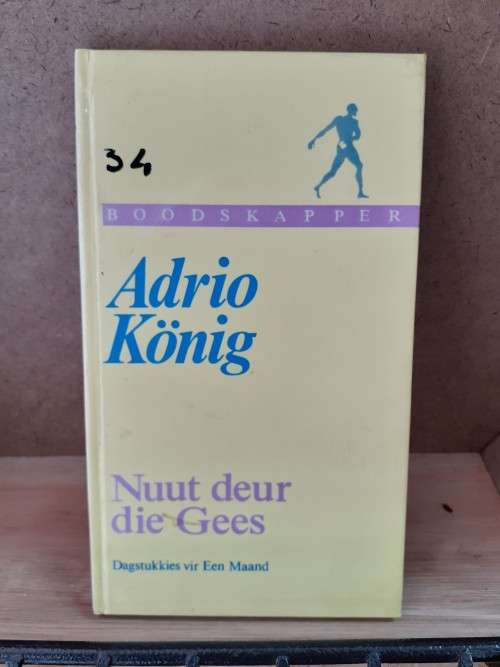 34
BOODSKAPPER
Adrio
König
Nuut deur
die Gees
Dagstukkies vir Een Maand